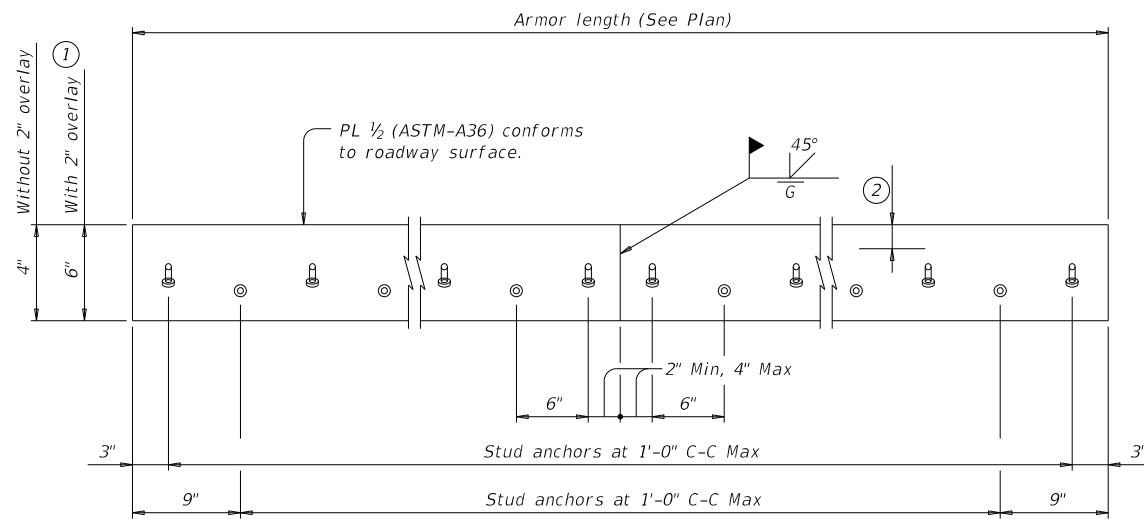 Armor length (See Plan)
Without 2" overlay
1
With 2" overlay
PL ½ (ASTM-A36) conforms
to roadway surface.
45°
G
2
4"
6"
2" Min, 4" Max
6"
6"
3"
Stud anchors at 1'-0" C-C Max
3"
9"
Stud anchors at 1'-0" C-C Max
9"